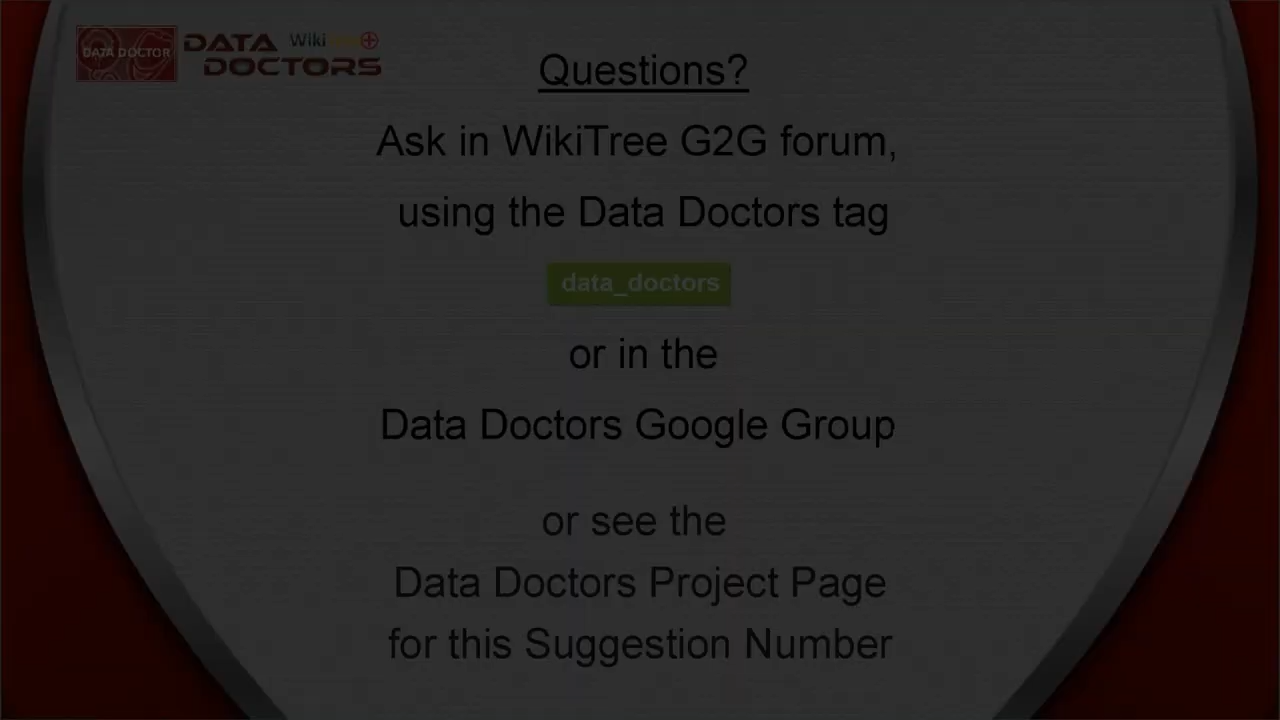 DATA DOCTOR
DATA Wiki
DOCTORS
Questions?
Ask in WikiTree G2G forum,
using the Data Doctors tag
data_doctors
or in the
Data Doctors Google Group
or see the
Data Doctors Project Page
for this Suggestion Number